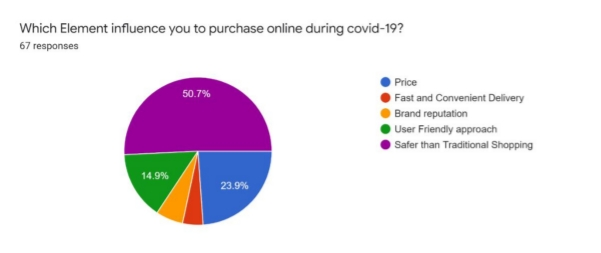 Which Element influence you to purchase online during covid-19?
67 responses
50.7%
14.9%
23.9%
Price
Fast and Convenient Delivery
Brand reputation
User Friendly approach
Safer than Traditional Shopping